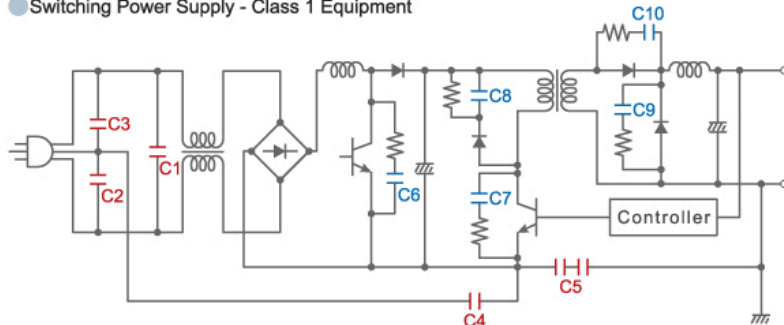 Switching Power Supply - Class 1 Equipment
C10
C3
C8
C9
C1
C2
C6
C7
Controller
C5
C4